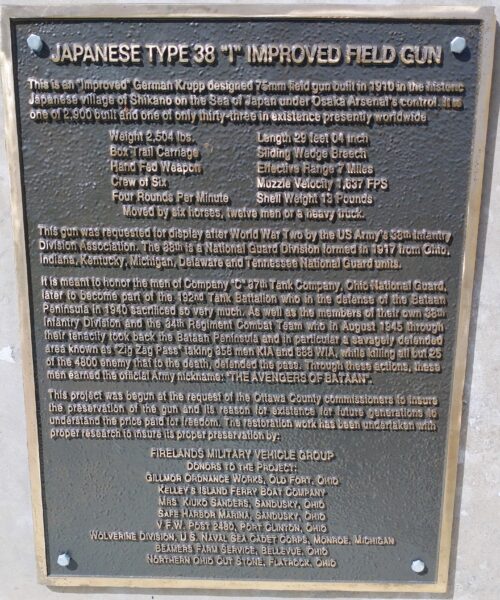 JAPANESE TYPE 38 "I" IMPROVED FIELD GUN
This is an "Improved" German Krupp designed 75mm field gun built in 1910 in the historic
Japanese village of Shikano on the Sea of Japan under Osaka Arsenal's control. It is
one of 2,900 built and one of only thirty-three in existence presently worldwide
Weight 2,504 lbs. Length 29 feet 04 inch
Box Trail Carriage Sliding Wedge Breech
Hand Fed Weapon Effective Range 7 Miles
Crew of Six Muzzle Velocity 1,637 FPS
Four Rounds Per Minute Shell Weight 13 Pounds
Moved by six horses, twelve men or a heavy truck.
This gun was requested for display after World War Two by the US Army's 38th Infantry
Division Association. The 38th is a National Guard Division formed in 1917 from Ohio,
Indiana, Kentucky, Michigan, Delaware and Tennessee National Guard units.
It is meant to honor the men of Company "C" 37th Tank Company, Ohio National Guard,
later to become part of the 192nd Tank Battalion who in the defense of the Bataan
Peninsula in 1940 sacrificed so very much. As well as the members of their own 38th
Infantry Division and the 34th Regiment Combat Team who in August 1945 through
their tenacity took back the Bataan Peninsula and in particular a savagely defended
area known as "Zig Zag Pass" taking 358 men KIA and 688 WIA, while killing all but 25
of the 4800 enemy that to the death, defended the pass. Through these actions, these
men earned the official Army nickname: "THE AVENGERS OF BATAAN".
This project was begun at the request of the Ottawa County commissioners to insure
the preservation of the gun and its reason for existence for future generations to
understand the price paid for freedom. The restoration work has been undertaken with
proper research to insure its proper preservation by:
FIRELANDS MILITARY VEHICLE GROUP
DONORS TO THE PROJECT:
GILLMOR ORDNANCE WORKS, OLD FORT, OHIO
KELLEY'S ISLAND FERRY BOAT COMPANY
MRS. KIUKO SANDERS, SANDUSKY, OHIO
SAFE HARBOR MARINA, SANDUSKY, OHIO
V.F.W. POST 2480, PORT CLINTON, OHIO
WOLVERINE DIVISION, U.S. NAVAL SEA CADET CORPS, MONROE, MICHIGAN
BEAMERS FARM SERVICE, BELLEVUE, OHIO
NORTHERN OHIO CUT STONE, FLATROCK, OHIO